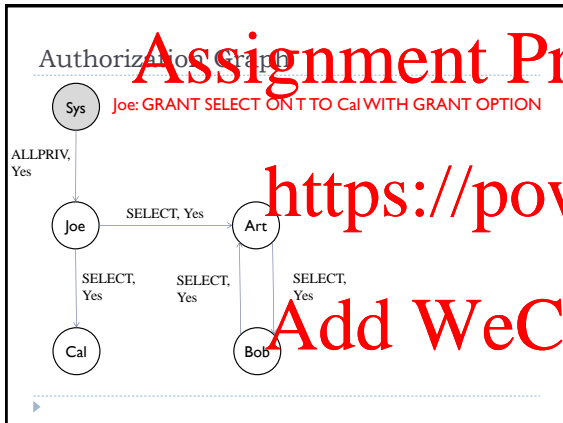 Authorization Graph
Assignment Pr
Sys
Joe: GRANT SELECT ON T TO Cal WITH GRANT OPTION
ALLPRIV,
Yes
https://pow
Joe
SELECT, Yes
Art
SELECT,
Yes
SELECT,
Yes
SELECT,
Yes
Add WeC
Cal
Bob